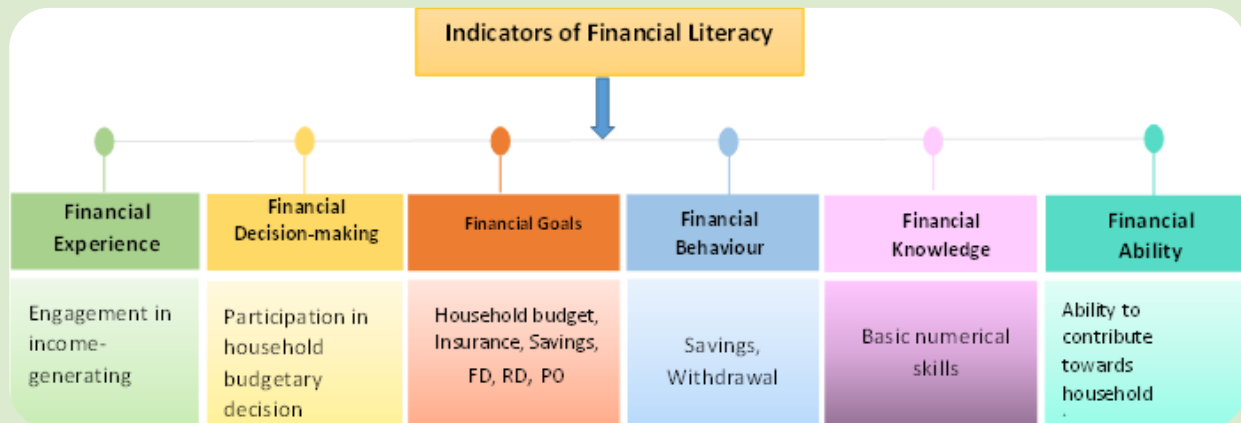 Indicators of Financial Literacy
Financial
Experience
Financial
Decision-making
Financial Goals
Financial
Behaviour
Financial
Knowledge
Financial
Ability
Engagement in
income-
generating
Participation in
household
budgetary
decision
Household budget,
Insurance, Savings,
FD, RD, PO
Savings,
Withdrawal
Basic numerical
skills
Ability to
contribute
towards
household